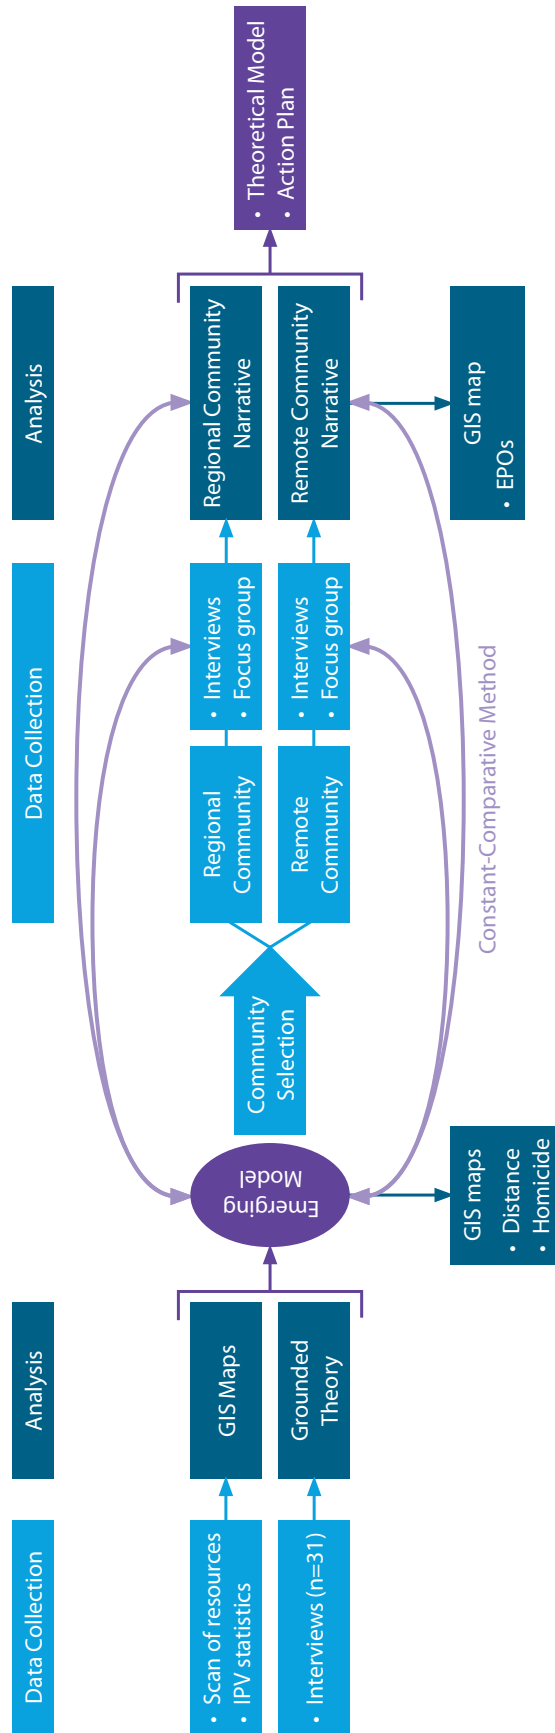 Data Collection
Analysis
Data Collection
Analysis
• Scan of resources
• IPV statistics
GIS Maps
• Interviews (n=31)
Grounded
Theory
Emerging
Model
GIS maps
• Distance
• Homicide
Community
Selection
Regional
Community
• Interviews
• Focus group
Regional Community
Narrative
Remote
Community
• Interviews
• Focus group
Remote Community
Narrative
Constant-Comparative Method
GIS map
• EPOs
• Theoretical Model
• Action Plan